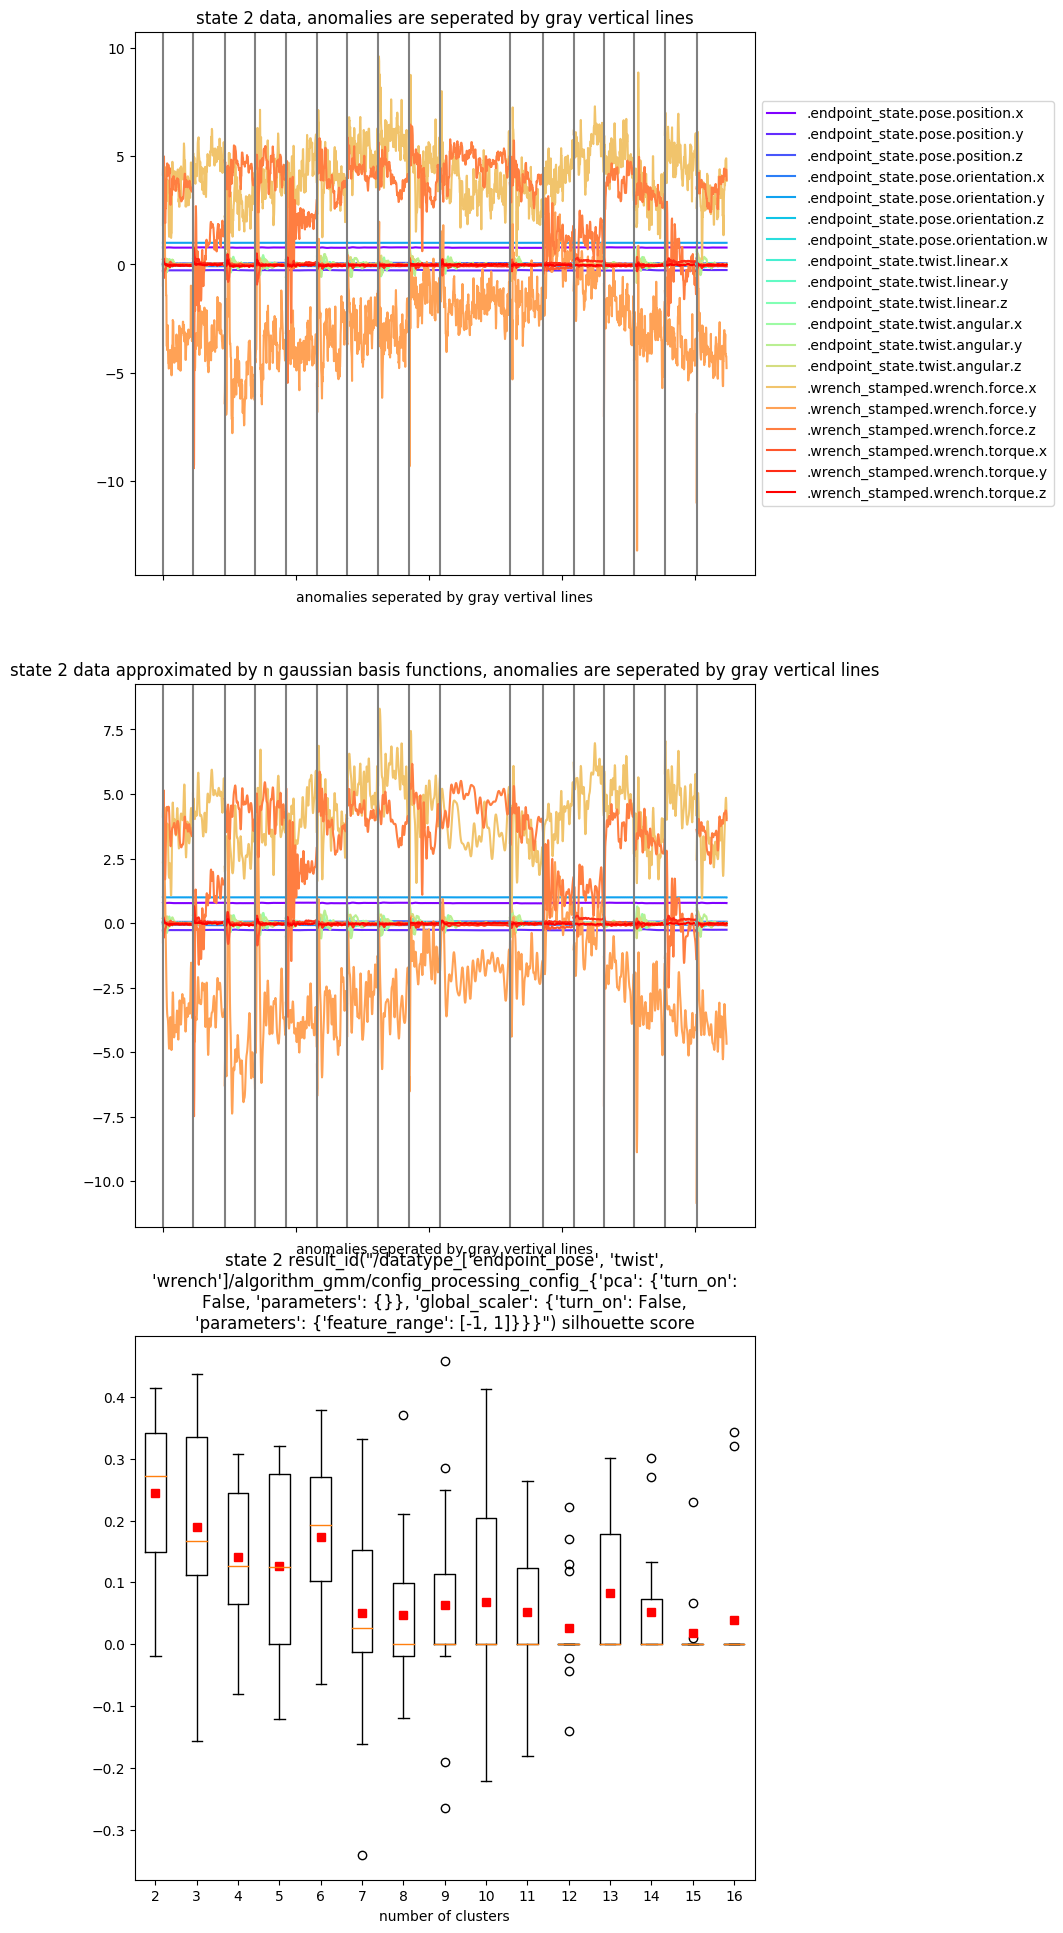 state 2 data, anomalies are seperated by gray vertical lines
10
5
0
−5
−10
anomalies seperated by gray vertival lines
.endpoint_state.pose.position.x
.endpoint_state.pose.position.y
.endpoint_state.pose.position.z
.endpoint_state.pose.orientation.x
.endpoint_state.pose.orientation.y
.endpoint_state.pose.orientation.z
.endpoint_state.pose.orientation.w
.endpoint_state.twist.linear.x
.endpoint_state.twist.linear.y
.endpoint_state.twist.linear.z
.endpoint_state.twist.angular.x
.endpoint_state.twist.angular.y
.endpoint_state.twist.angular.z
.wrench_stamped.wrench.force.x
.wrench_stamped.wrench.force.y
.wrench_stamped.wrench.force.z
.wrench_stamped.wrench.torque.x
.wrench_stamped.wrench.torque.y
.wrench_stamped.wrench.torque.z
state 2 data approximated by n gaussian basis functions, anomalies are seperated by gray vertical lines
7.5
5.0
2.5
0.0
−2.5
−5.0
−7.5
−10.0
anomalies seperated by gray vertical lines
state 2 result_id("/datatype_['endpoint_pose', 'twist',
'wrench']/algorithm_gmm/config_processing_config_{'pca': {'turn_on':
False, 'parameters': {}}, 'global_scaler': {'turn_on': False,
'parameters': {'feature_range': [-1, 1]}}}") silhouette score
0.4
0.3
0.2
0.1
0.0
−0.1
−0.2
−0.3
2 3 4 5 6 7 8 9 10 11 12 13 14 15 16
number of clusters